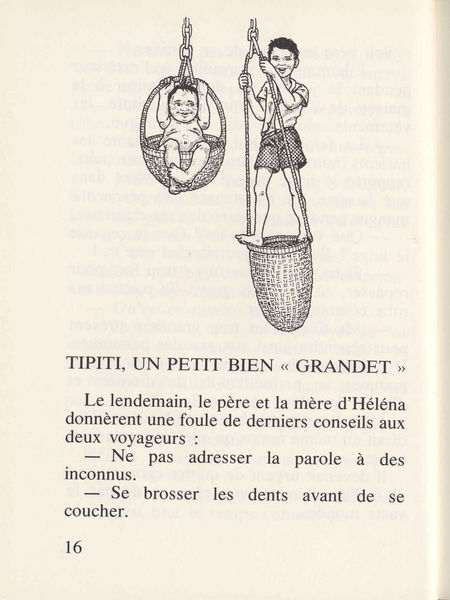 TIPITI, UN PETIT BIEN « GRANDET »
Le lendemain, le père et la mère d'Héléna
donnèrent une foule de derniers conseils aux
deux voyageurs :
— Ne pas adresser la parole à des
inconnus.
— Se brosser les dents avant de se
coucher.
16